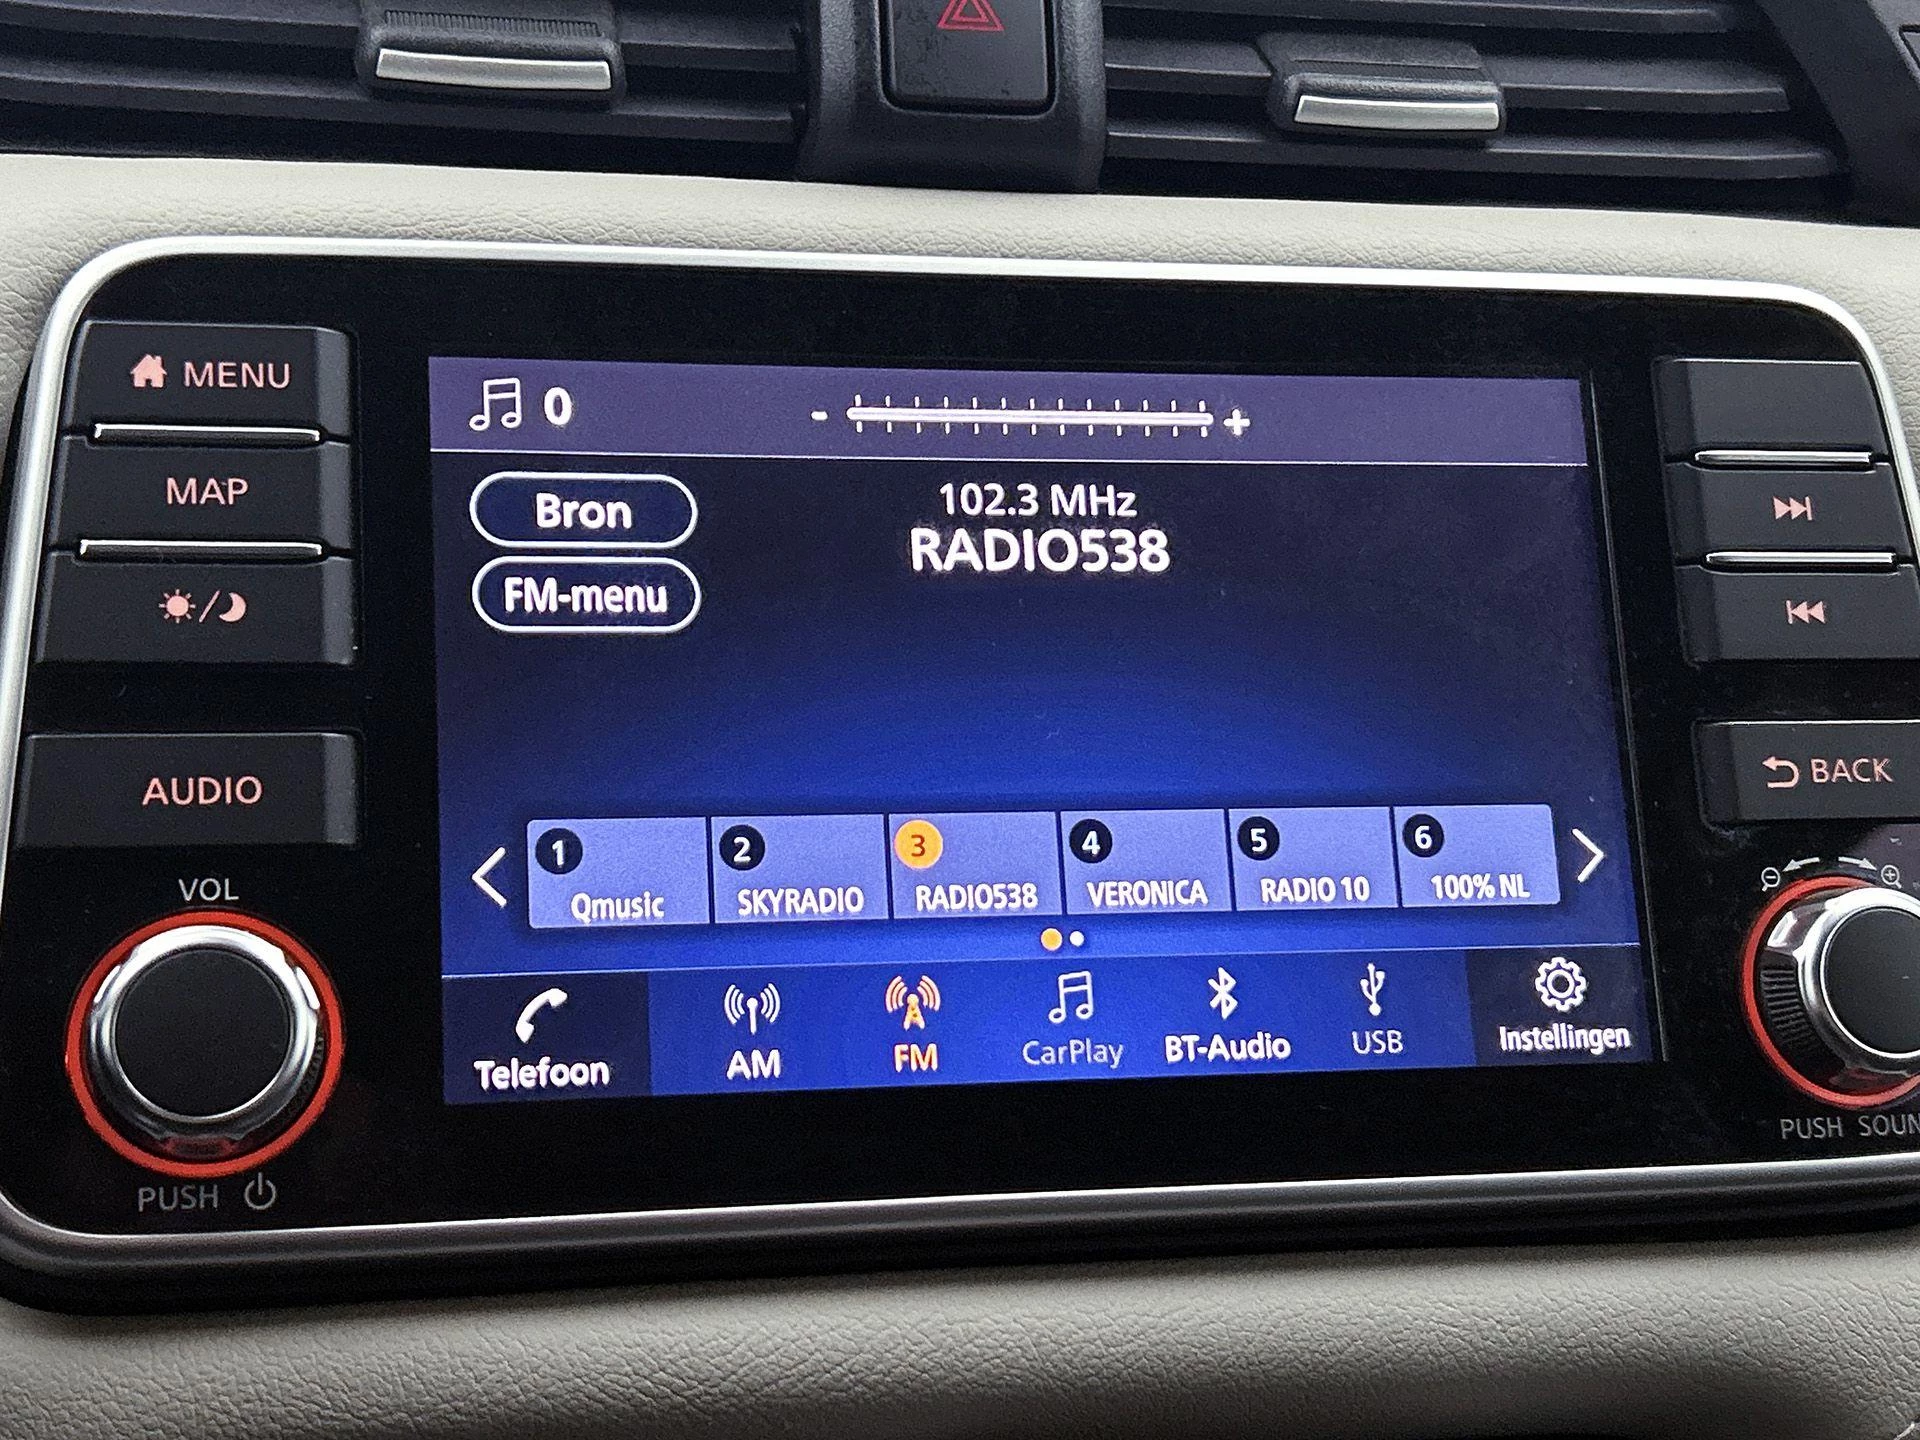 MENU
MAP
AUDIO
VOL
PUSH
0
- +
Bron
FM-menu
102.3 MHz
RADIO538
1 Qmusic
2 SKYRADIO
3 RADIO538
4 VERONICA
5 RADIO 10
6 100% NL
Telefoon
AM
FM
CarPlay
BT-Audio
USB
Instellingen
BACK
PUSH SOUN